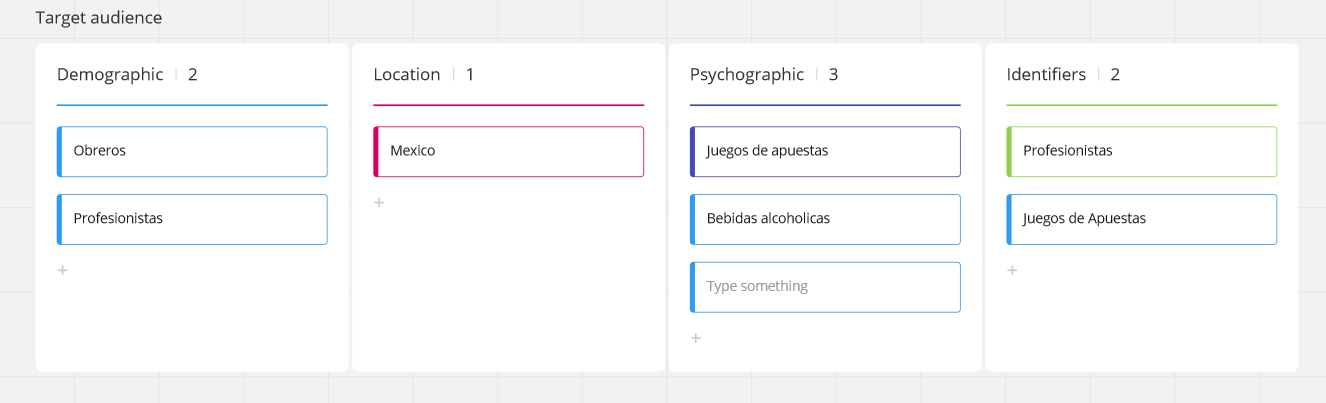 Target audience
Demographic 2
Obreros
Profesionistas
+
Location 1
Mexico
+
Psychographic 3
Juegos de apuestas
Bebidas alcoholicas
Type something
+
Identifiers 2
Profesionistas
Juegos de Apuestas
+